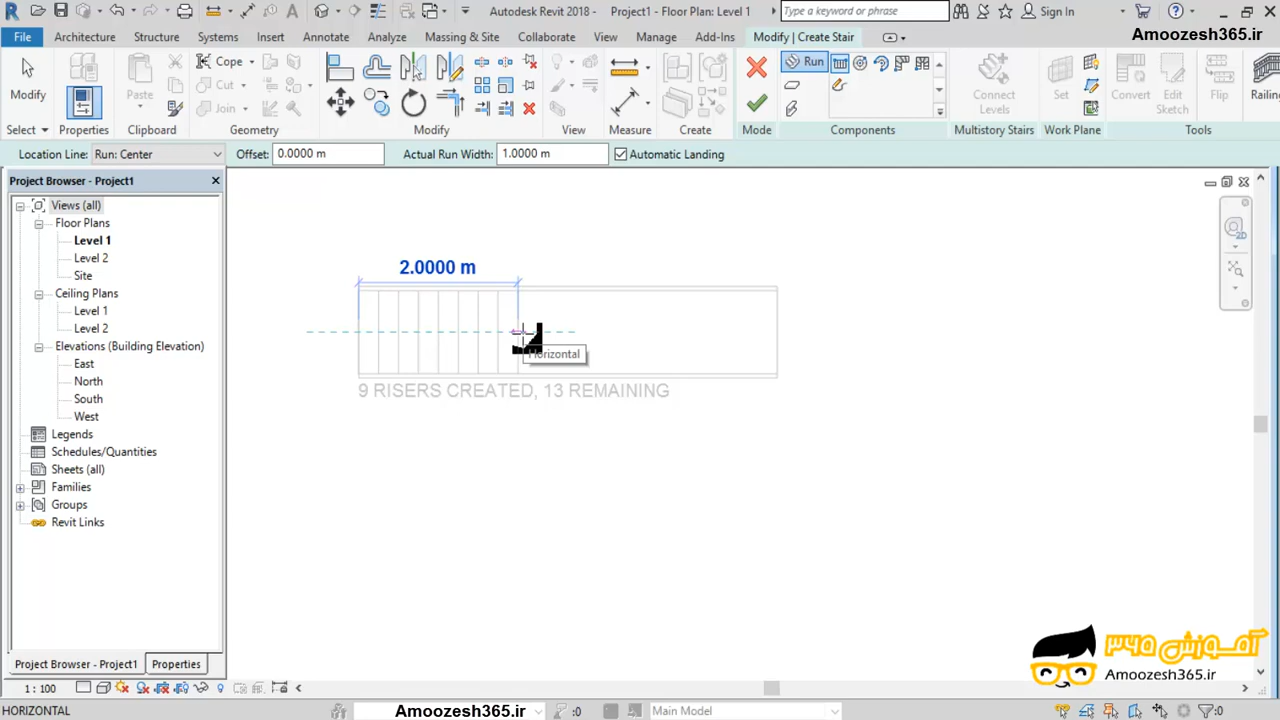 Autodesk Revit 2018 - Project1 - Floor Plan: Level 1
Type a keyword or phrase
Sign In
File Architecture Structure Systems Insert Annotate Analyze Massing & Site Collaborate View Manage Add-Ins Modify | Create Stair
Amoozesh365.ir
Modify
Paste
Cope
Cut
Join
Run
Connect Levels
Set
Convert
Edit Sketch
Flip
Railing
Select Properties Clipboard Geometry Modify View Measure Create Mode Components Multistory Stairs Work Plane Tools
Location Line: Run: Center Offset: 0.0000 m Actual Run Width: 1.0000 m Automatic Landing
Project Browser - Project1
Views (all)
Floor Plans
Level 1
Level 2
Site
Ceiling Plans
Level 1
Level 2
Elevations (Building Elevation)
East
North
South
West
Legends
Schedules/Quantities
Sheets (all)
Families
Groups
Revit Links
2.0000 m
Horizontal
9 RISERS CREATED, 13 REMAINING
2D
Project Browser - Project1 Properties
1 : 100
آمـوزش ۳۶۵
Amoozesh365.ir
HORIZONTAL
Amoozesh365.ir
:0
Main Model
:0